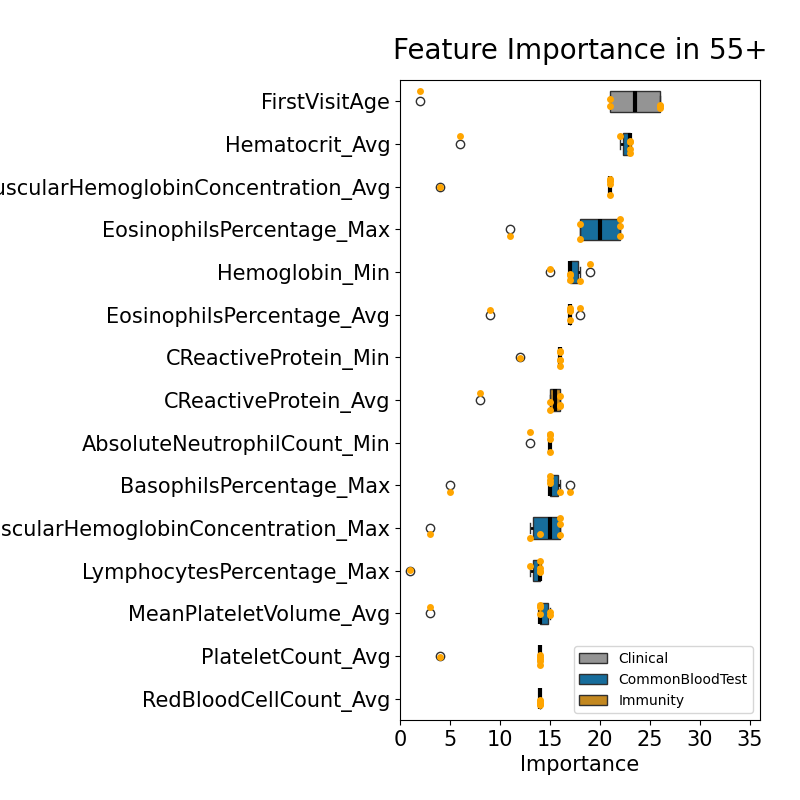 Feature Importance in 55+
FirstVisitAge
Hematocrit_Avg
uscularHemoglobinConcentration_Avg
EosinophilsPercentage_Max
Hemoglobin_Min
EosinophilsPercentage_Avg
CReactiveProtein_Min
CReactiveProtein_Avg
AbsoluteNeutrophilCount_Min
BasophilsPercentage_Max
scularHemoglobinConcentration_Max
LymphocytesPercentage_Max
MeanPlateletVolume_Avg
PlateletCount_Avg
RedBloodCellCount_Avg
Clinical
CommonBloodTest
Immunity
0 5 10 15 20 25 30 35
Importance